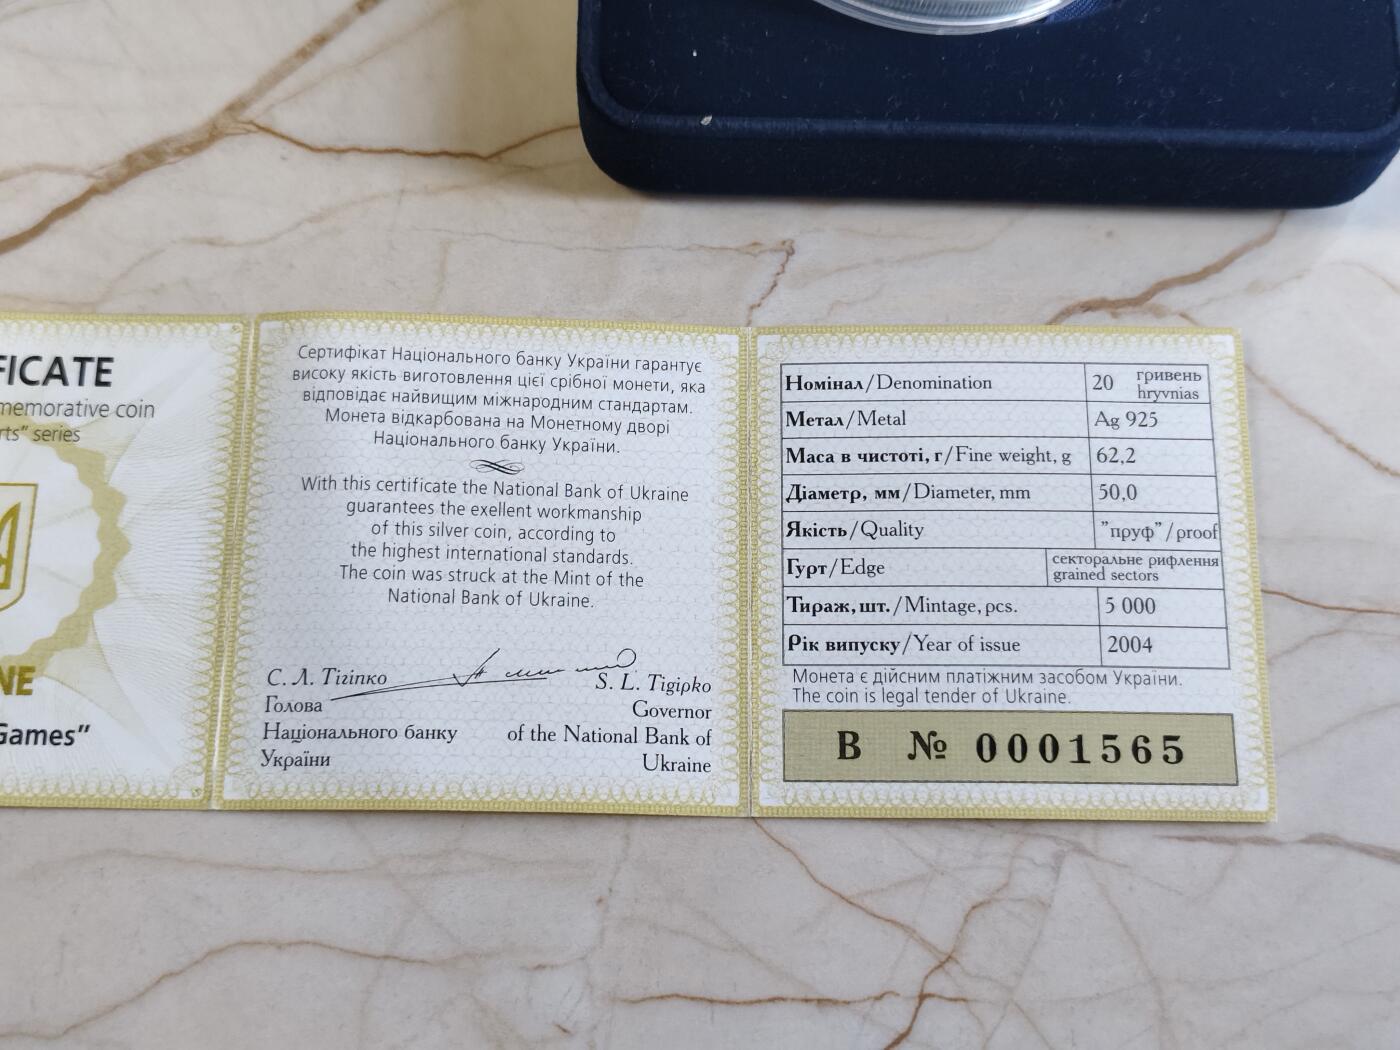 FICATE
memorative coin
rts” series
NE
Games”
Сертифікат Національного банку України гарантує
високу якість виготовлення цієї срібної монети, яка
відповідає найвищим міжнародним стандартам.
Монета відкарбована на Монетному дворі
Національного банку України.
With this certificate the National Bank of Ukraine
guarantees the exellent workmanship
of this silver coin, according to
the highest international standards.
The coin was struck at the Mint of the
National Bank of Ukraine.
С. Л. Тігіпко
Голова
Національного банку
України
S. L. Tigipko
Governor
of the National Bank of
Ukraine
Номінал/Denomination 20 гривень hryvnias
Метал/Metal Ag 925
Маса в чистоті, г/Fine weight, g 62,2
Діаметр, мм/Diameter, mm 50,0
Якість/Quality ”пруф”/proof
Гурт/Edge секторальне рифлення grained sectors
Тираж, шт./Mintage, pcs. 5 000
Рік випуску/Year of issue 2004
Монета є дійсним платіжним засобом України.
The coin is legal tender of Ukraine.
В № 0001565